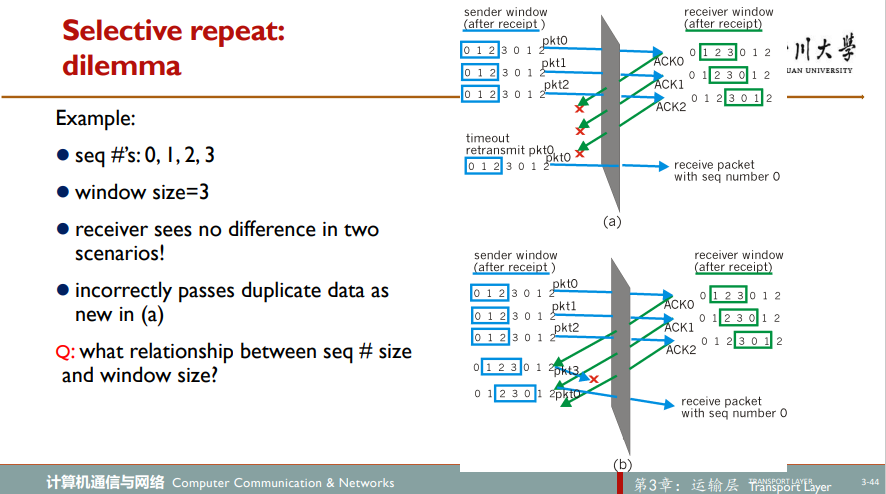 Selective repeat:
dilemma
川大学
UAN UNIVERSITY
Example:
● seq #'s: 0, 1, 2, 3
● window size=3
● receiver sees no difference in two
scenarios!
● incorrectly passes duplicate data as
new in (a)
Q: what relationship between seq # size
and window size?
sender window
(after receipt )
receiver window
(after receipt)
0 1 2 3 0 1 2
pkt0
0 1 2 3 0 1 2
pkt1
0 1 2 3 0 1 2
pkt2
ACK0
0 1 2 3 0 1 2
ACK1
0 1 2 3 0 1 2
ACK2
0 1 2 3 0 1 2
x
x
x
timeout
retransmit pkt0
0 1 2 3 0 1 2
pkt0
receive packet
with seq number 0
(a)
sender window
(after receipt )
receiver window
(after receipt)
0 1 2 3 0 1 2
pkt0
0 1 2 3 0 1 2
pkt1
0 1 2 3 0 1 2
pkt2
ACK0
0 1 2 3 0 1 2
ACK1
0 1 2 3 0 1 2
ACK2
0 1 2 3 0 1 2
0 1 2 3 0 1 2
pkt3
x
0 1 2 3 0 1 2
pkt0
receive packet
with seq number 0
(b)
计算机通信与网络 Computer Communication & Networks
第3章：运输层
TRANSPORT LAYER
Transport Layer
3-44